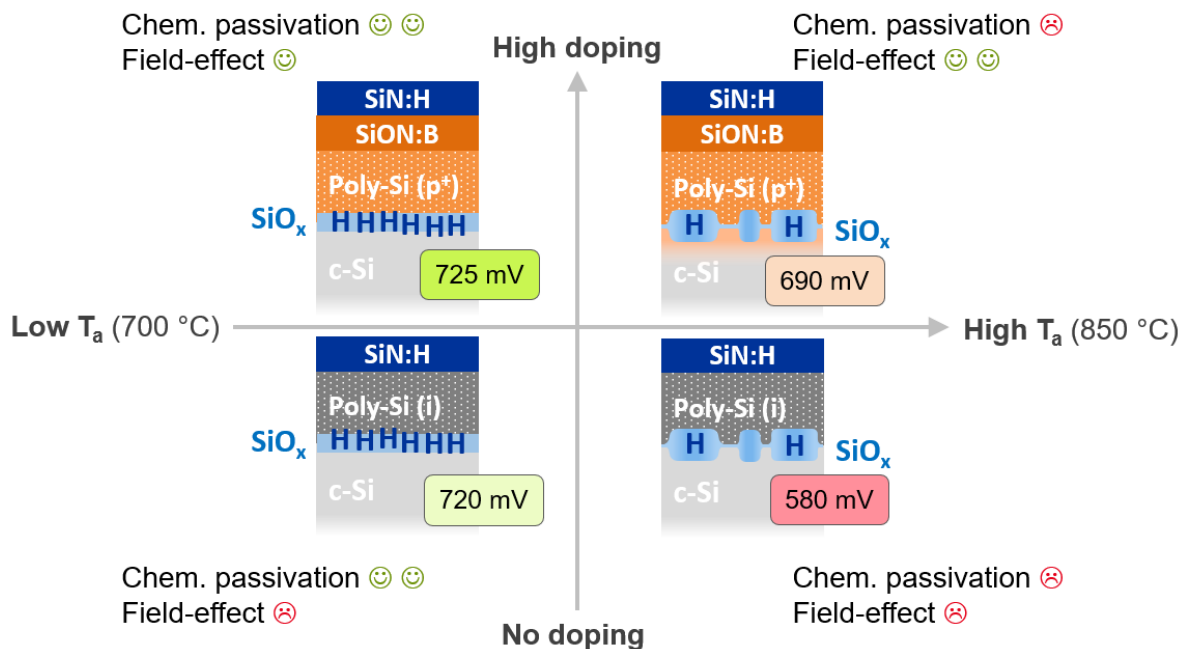 Chem. passivation ☺ ☺
Field-effect ☺
High doping
Chem. passivation ☹
Field-effect ☺ ☺
SiN:H
SiON:B
Poly-Si (p⁺)
SiOₓ
H H H H H H
c-Si
725 mV
SiN:H
SiON:B
Poly-Si (p⁺)
H H
SiOₓ
c-Si
690 mV
Low Tₐ (700 °C)
High Tₐ (850 °C)
SiN:H
Poly-Si (i)
SiOₓ
H H H H H H
c-Si
720 mV
SiN:H
Poly-Si (i)
H H
SiOₓ
c-Si
580 mV
Chem. passivation ☺ ☺
Field-effect ☹
Chem. passivation ☹
Field-effect ☹
No doping